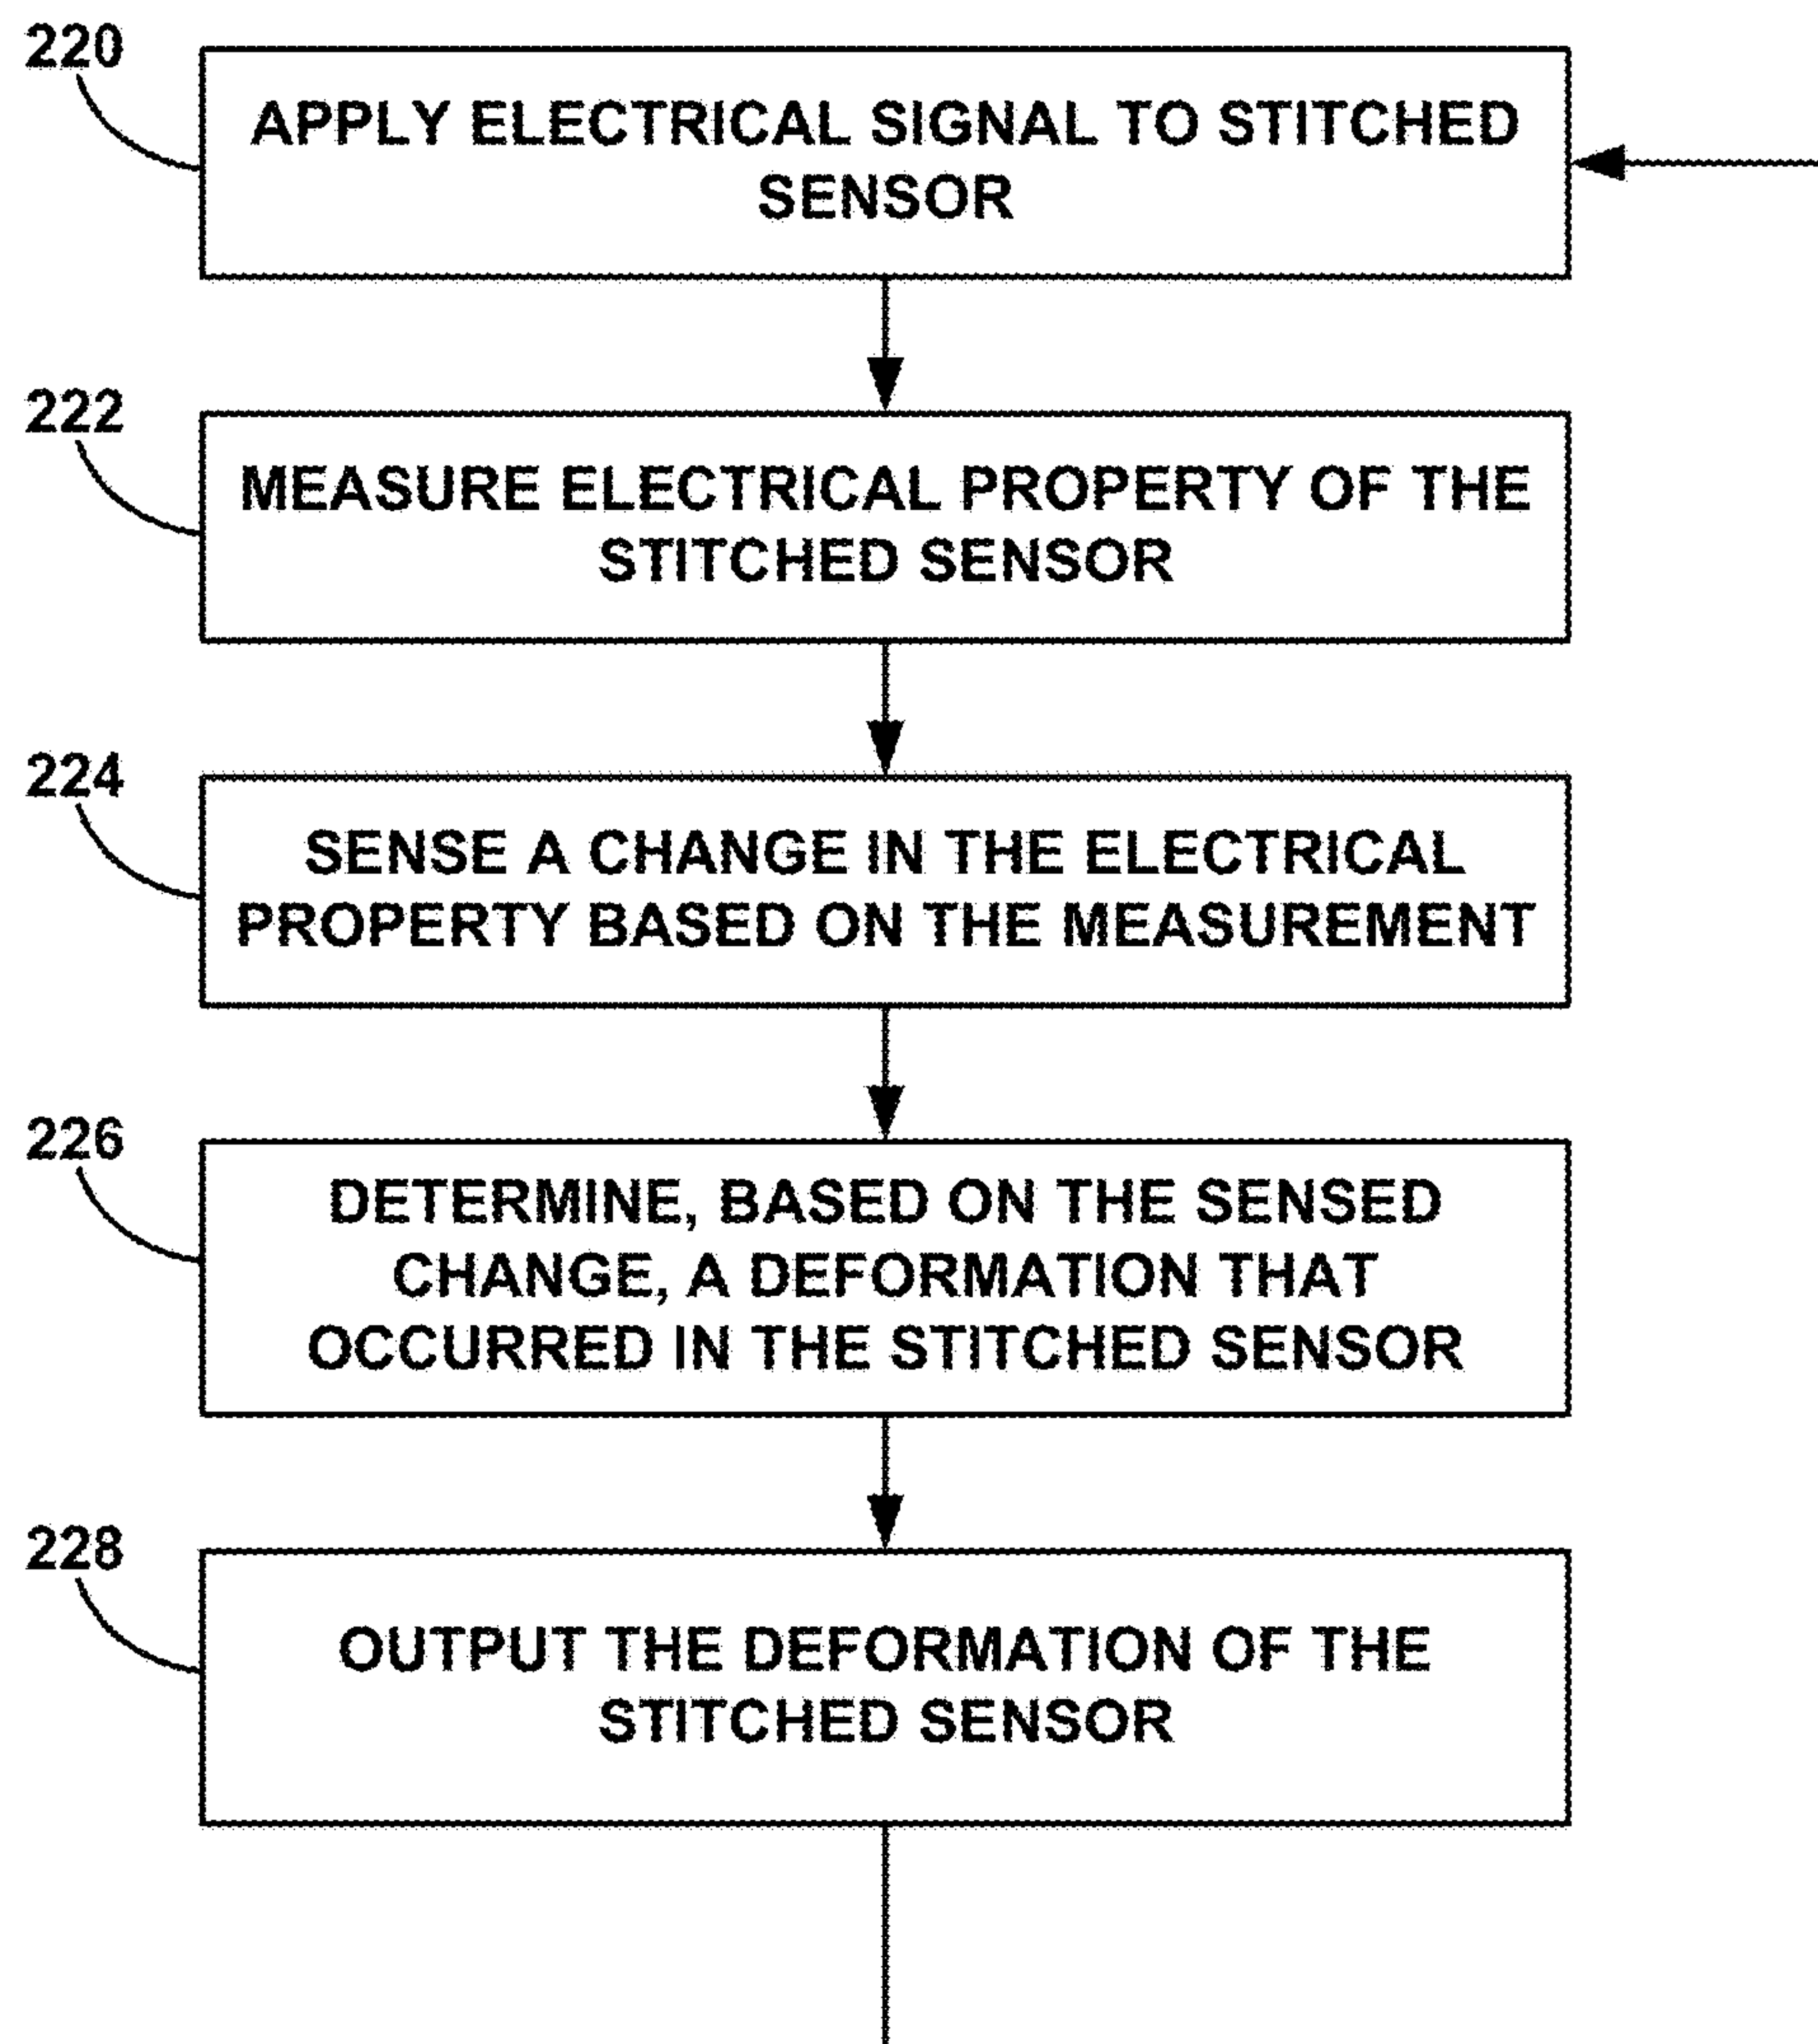 220
APPLY ELECTRICAL SIGNAL TO STITCHED
SENSOR
222
MEASURE ELECTRICAL PROPERTY OF THE
STITCHED SENSOR
224
SENSE A CHANGE IN THE ELECTRICAL
PROPERTY BASED ON THE MEASUREMENT
226
DETERMINE, BASED ON THE SENSED
CHANGE, A DEFORMATION THAT
OCCURRED IN THE STITCHED SENSOR
228
OUTPUT THE DEFORMATION OF THE
STITCHED SENSOR